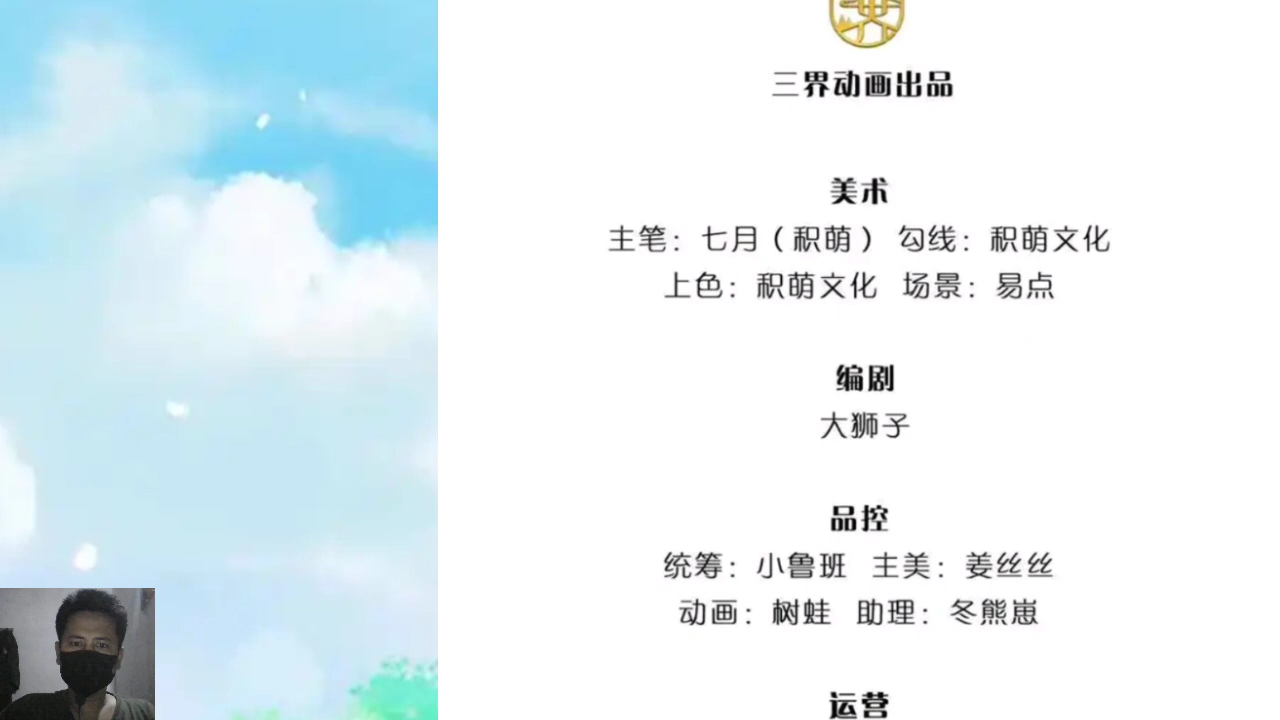 三界动画出品
美术
主笔：七月（积萌） 勾线：积萌文化
上色：积萌文化 场景：易点
编剧
大狮子
品控
统筹：小鲁班 主美：姜丝丝
动画：树蛙 助理：冬熊崽
运营